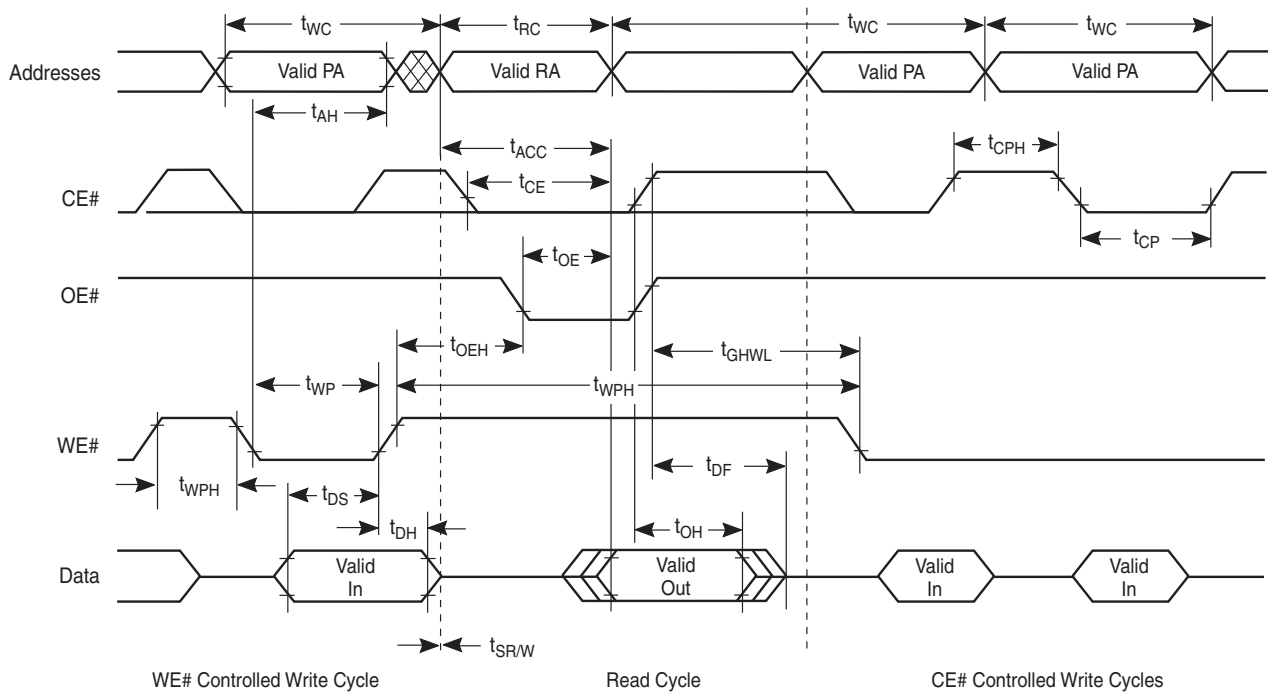 tWC tRC tWC tWC
Addresses Valid PA Valid RA Valid PA Valid PA
tAH
tACC tCPH
CE# tCE
tCP
tOE
OE#
tOEH tGHWL
tWP tWPH
WE#
tDF
tWPH tDS
tDH tOH
Data Valid In Valid Out Valid In Valid In
tSR/W
WE# Controlled Write Cycle Read Cycle CE# Controlled Write Cycles